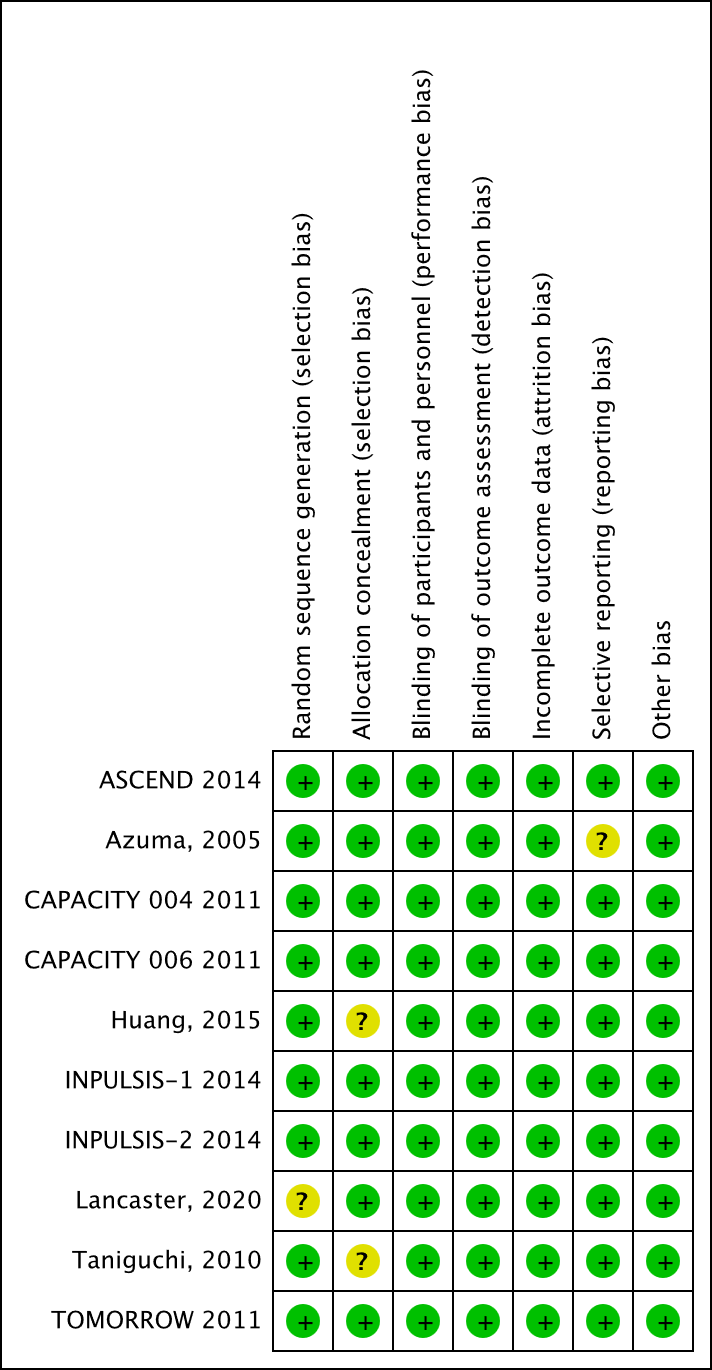 Random sequence generation (selection bias)
Allocation concealment (selection bias)
Blinding of participants and personnel (performance bias)
Blinding of outcome assessment (detection bias)
Incomplete outcome data (attrition bias)
Selective reporting (reporting bias)
Other bias
ASCEND 2014 + + + + + + +
Azuma, 2005 + + + + + ? +
CAPACITY 004 2011 + + + + + + +
CAPACITY 006 2011 + + + + + + +
Huang, 2015 + ? + + + + +
INPULSIS-1 2014 + + + + + + +
INPULSIS-2 2014 + + + + + + +
Lancaster, 2020 ? + + + + + +
Taniguchi, 2010 + ? + + + + +
TOMORROW 2011 + + + + + + +